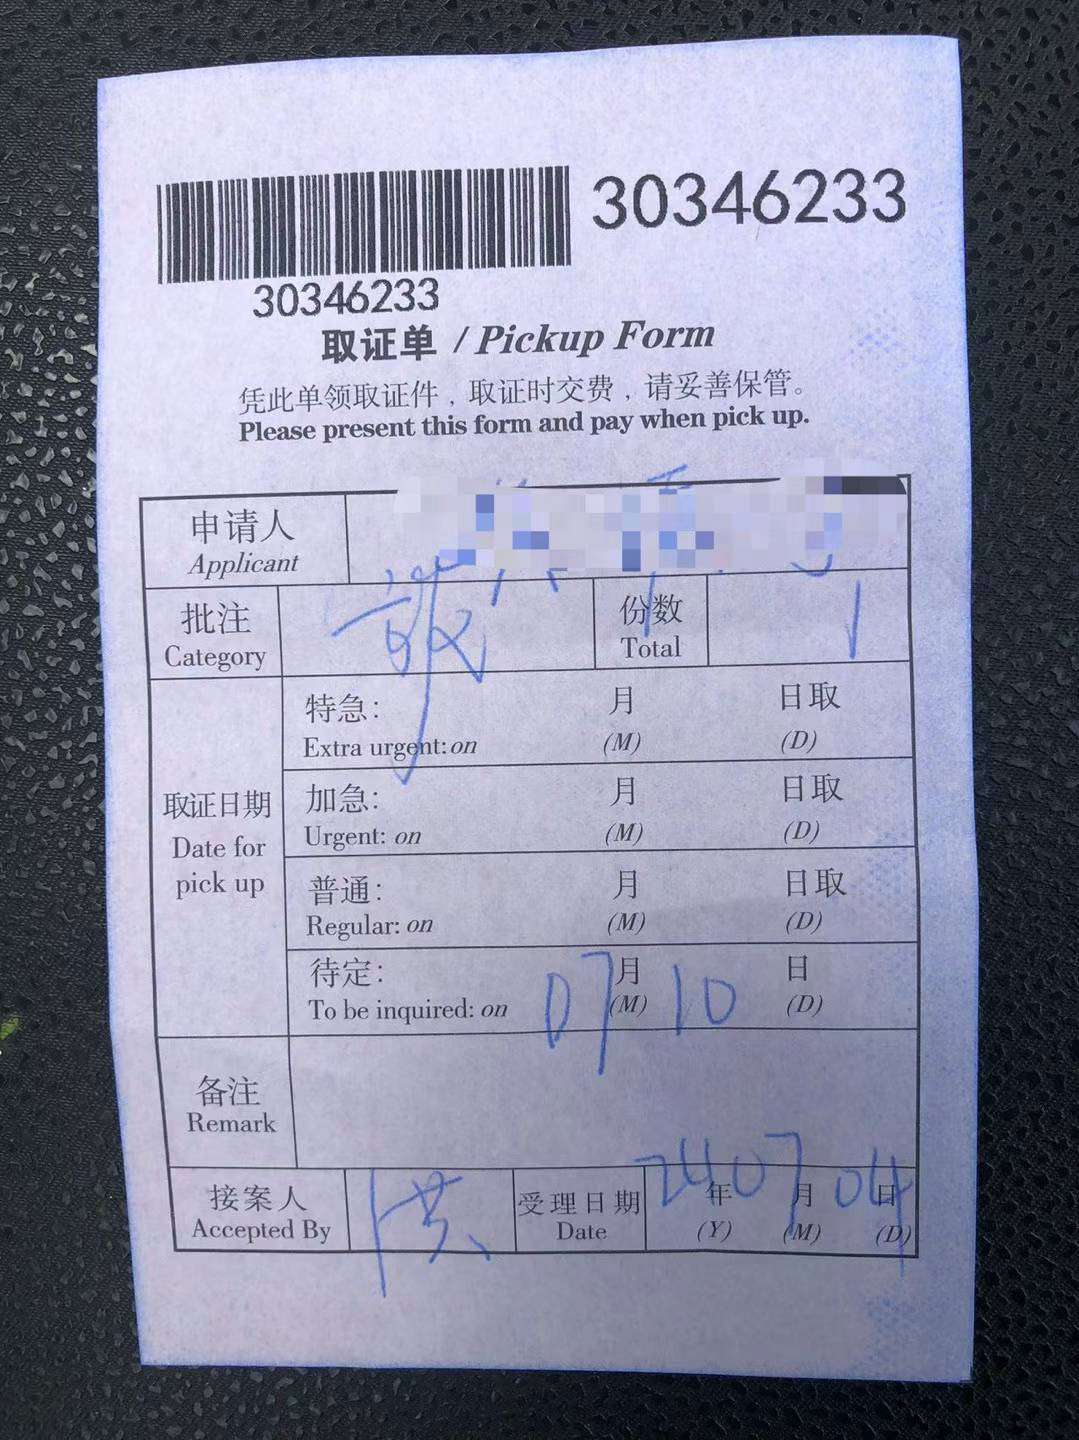 30346233
30346233
取证单 / Pickup Form
凭此单领取证件，取证时交费，请妥善保管。
Please present this form and pay when pick up.
申请人
Applicant
批注
Category
份数
Total
1
取证日期
Date for
pick up
特急： 月 日取
Extra urgent: on (M) (D)
加急： 月 日取
Urgent: on (M) (D)
普通： 月 日取
Regular: on (M) (D)
待定： 07 月 10 日
To be inquired: on (M) (D)
备注
Remark
接案人
Accepted By
受理日期
Date
24 年 07 月 04 日
(Y) (M) (D)